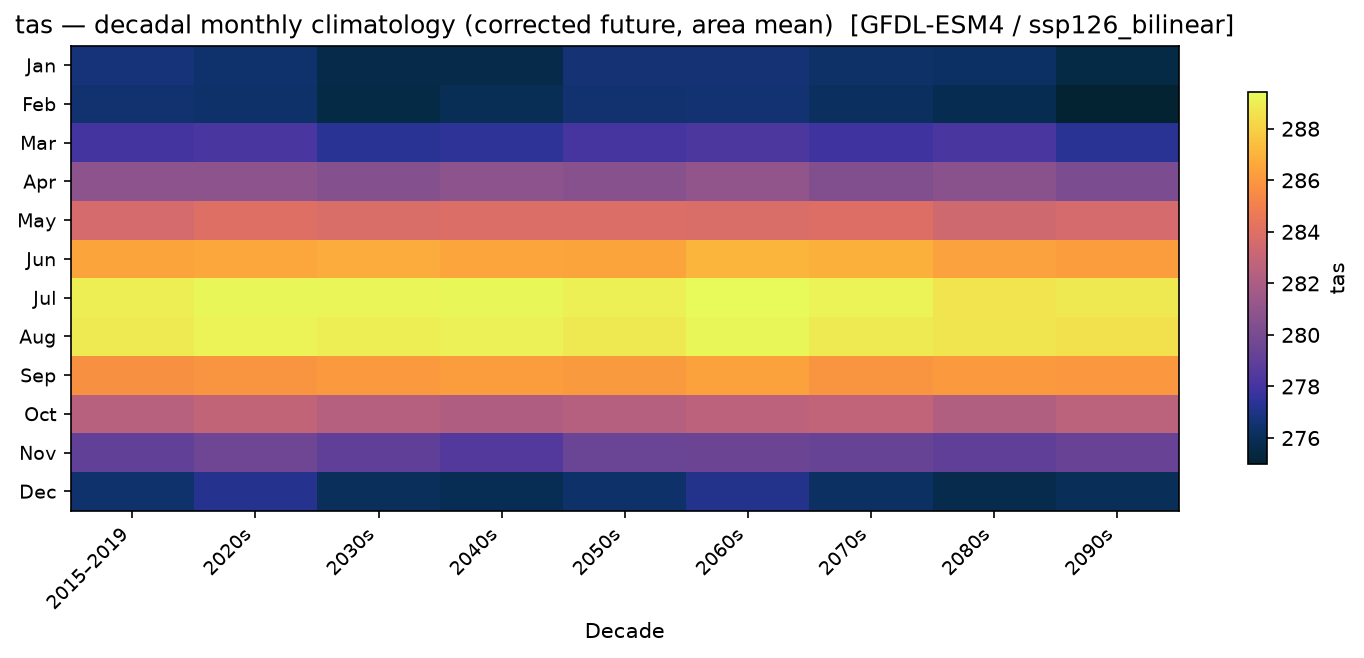 tas — decadal monthly climatology (corrected future, area mean)  [GFDL-ESM4 / ssp126_bilinear]
Jan
Feb
Mar
Apr
May
Jun
Jul
Aug
Sep
Oct
Nov
Dec
2015–2019
2020s
2030s
2040s
2050s
2060s
2070s
2080s
2090s
Decade
288
286
284
282
280
278
276
tas